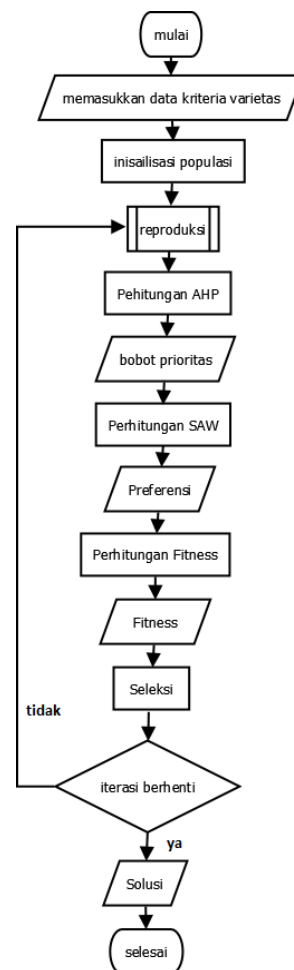 mulai
memasukkan data kriteria varietas
inisailisasi populasi
reproduksi
Pehitungan AHP
bobot prioritas
Perhitungan SAW
Preferensi
Perhitungan Fitness
Fitness
Seleksi
tidak
iterasi berhenti
ya
Solusi
selesai